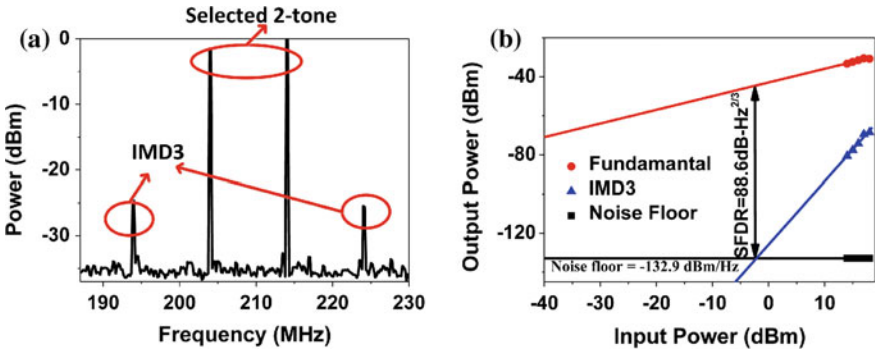 (a)
Selected 2-tone
0
-10
-20
-30
Power (dBm)
IMD3
190
200
210
220
230
Frequency (MHz)
(b)
-40
-80
-120
Output Power (dBm)
SFDR=88.6dB-Hz2/3
Fundamantal
IMD3
Noise Floor
Noise floor = -132.9 dBm/Hz
-40
-30
-20
-10
0
10
Input Power (dBm)